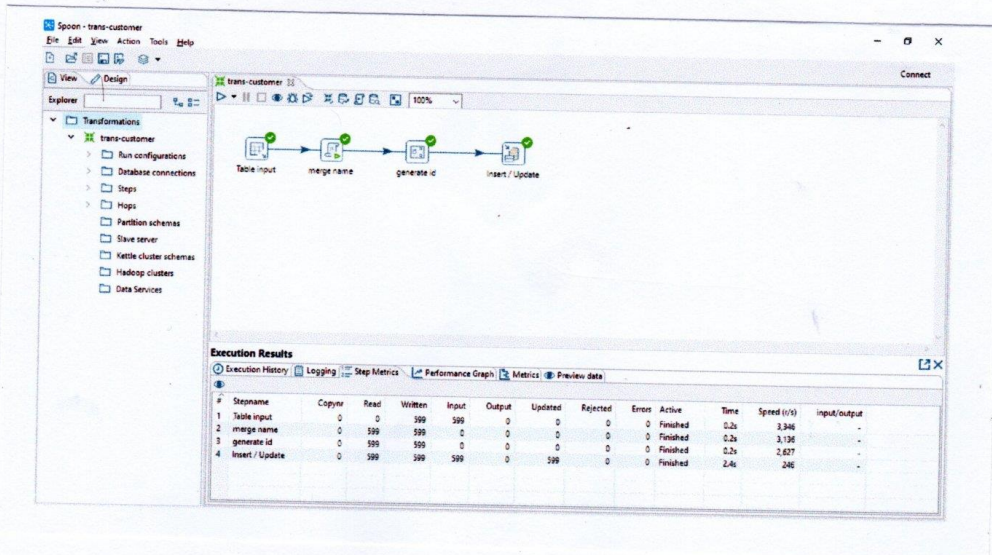 Spoon - trans-customer
File Edit View Action Tools Help
Connect
View Design
trans-customer
Explorer
100%
Transformations
trans-customer
Run configurations
Database connections
Steps
Hops
Partition schemas
Slave server
Kettle cluster schemas
Hadoop clusters
Data Services
Table input merge name generate id Insert / Update
Execution Results
Execution History Logging Step Metrics Performance Graph Metrics Preview data
# Stepname Copynr Read Written Input Output Updated Rejected Errors Active Time Speed (r/s) input/output
1 Table input 0 0 599 599 0 0 0 0 Finished 0.2s 3,346 -
2 merge name 0 599 599 0 0 0 0 0 Finished 0.2s 3,136 -
3 generate id 0 599 599 0 0 0 0 0 Finished 0.2s 2,627 -
4 Insert / Update 0 599 599 599 0 599 0 0 Finished 2.4s 246 -